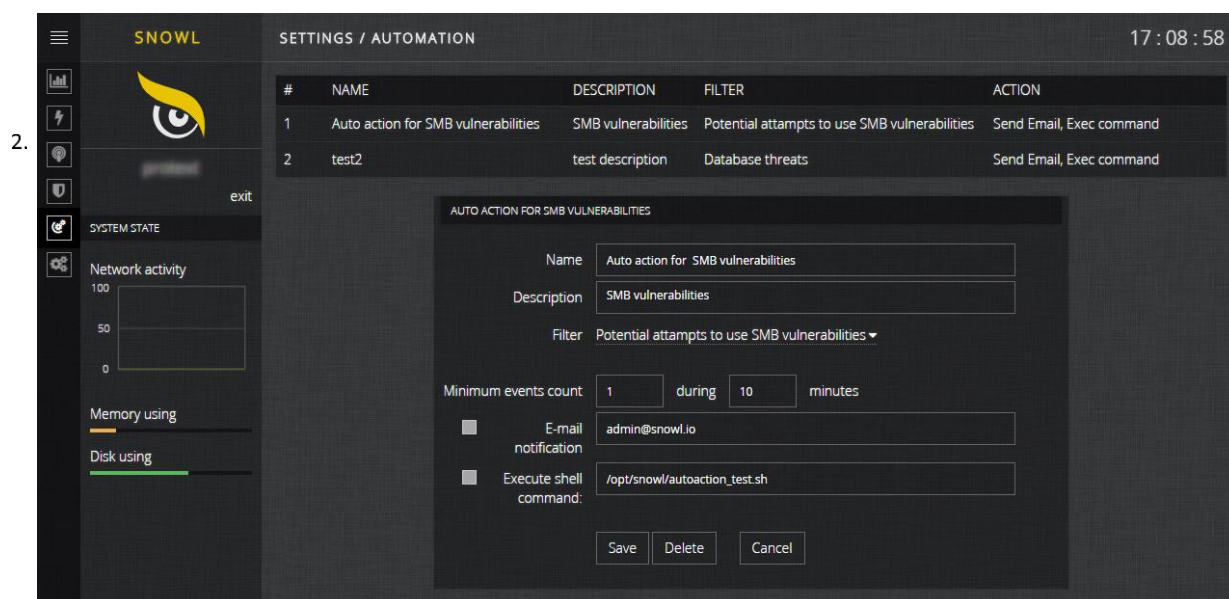 SNOWL
SETTINGS / AUTOMATION
17 : 08 : 58
# NAME DESCRIPTION FILTER ACTION
1 Auto action for SMB vulnerabilities SMB vulnerabilities Potential attampts to use SMB vulnerabilities Send Email, Exec command
2 test2 test description Database threats Send Email, Exec command
2.
exit
SYSTEM STATE
Network activity
100
50
0
Memory using
Disk using
AUTO ACTION FOR SMB VULNERABILITIES
Name Auto action for SMB vulnerabilities
Description SMB vulnerabilities
Filter Potential attampts to use SMB vulnerabilities
Minimum events count 1 during 10 minutes
E-mail notification admin@snowl.io
Execute shell command: /opt/snowl/autoaction_test.sh
Save Delete Cancel